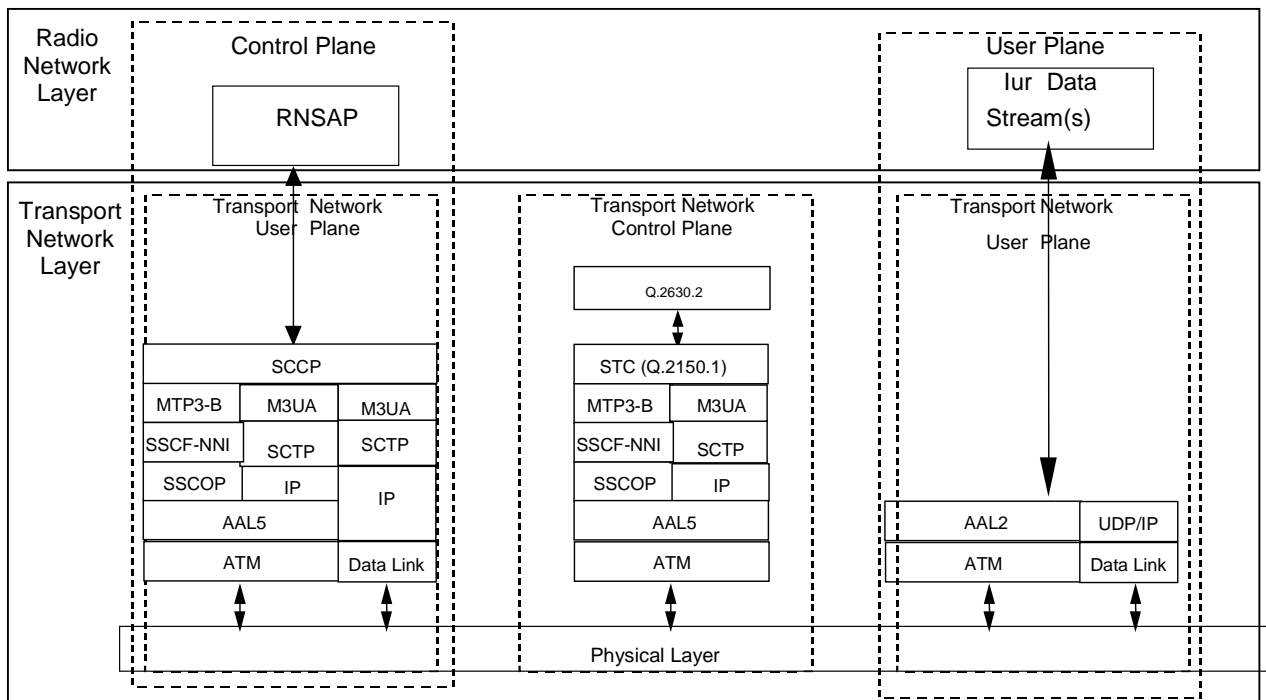 Radio
Network
Layer
Control Plane
RNSAP
User Plane
Iur Data
Stream(s)
Transport
Network
Layer
Transport Network
User Plane
SCCP
MTP3-B
M3UA
M3UA
SSCF-NNI
SCTP
SCTP
SSCOP
IP
IP
AAL5
ATM
Data Link
Transport Network
Control Plane
Q.2630.2
STC (Q.2150.1)
MTP3-B
M3UA
SSCF-NNI
SCTP
SSCOP
IP
AAL5
ATM
Transport Network
User Plane
AAL2
UDP/IP
ATM
Data Link
Physical Layer